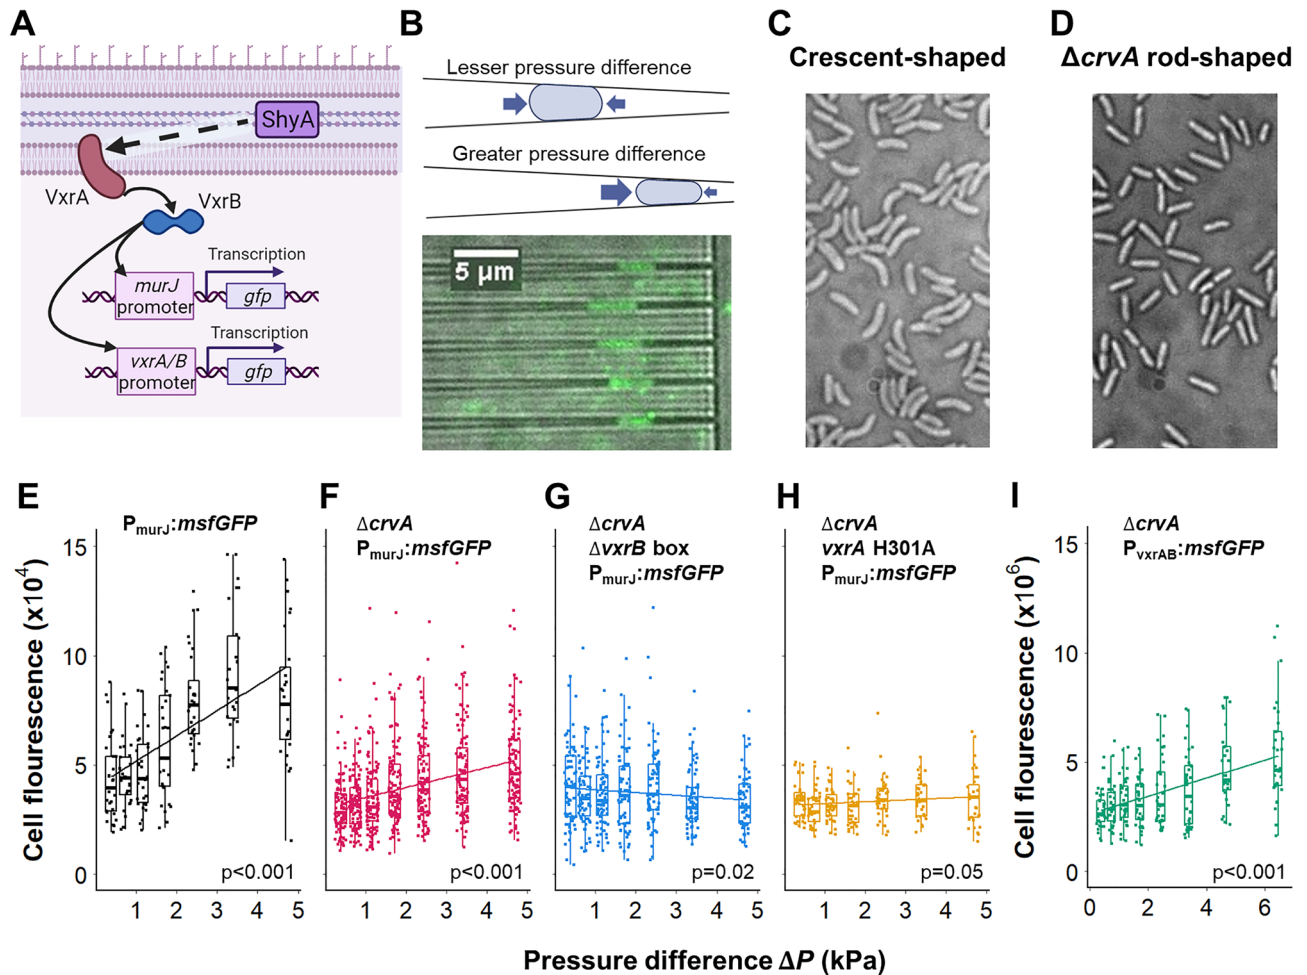 A
ShyA
VxrA
VxrB
Transcription
murJ
promoter
gfp
Transcription
vxrA/B
promoter
gfp
B
Lesser pressure difference
Greater pressure difference
5 μm
C
Crescent-shaped
D
ΔcrvA rod-shaped
E
PmurJ:msfGFP
Cell flourescence (x10⁴)
15
10
5
0
p<0.001
1 2 3 4 5
F
ΔcrvA
PmurJ:msfGFP
p<0.001
1 2 3 4 5
G
ΔcrvA
ΔvxrB box
PmurJ:msfGFP
p=0.02
1 2 3 4 5
H
ΔcrvA
vxrA H301A
PmurJ:msfGFP
p=0.05
1 2 3 4 5
I
ΔcrvA
PvxrAB:msfGFP
Cell flourescence (x10⁶)
15
10
5
0
p<0.001
0 2 4 6
Pressure difference ΔP (kPa)